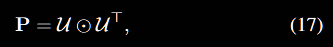 P = 𝒰 ⊙ 𝒰^⊤, (17)